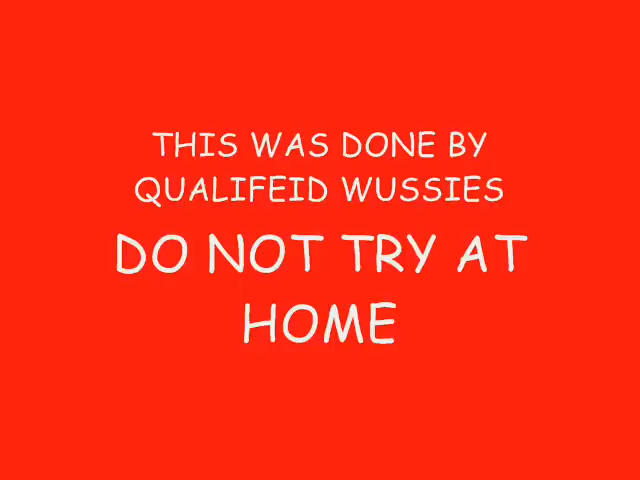 THIS WAS DONE BY
QUALIFEID WUSSIES
DO NOT TRY AT
HOME